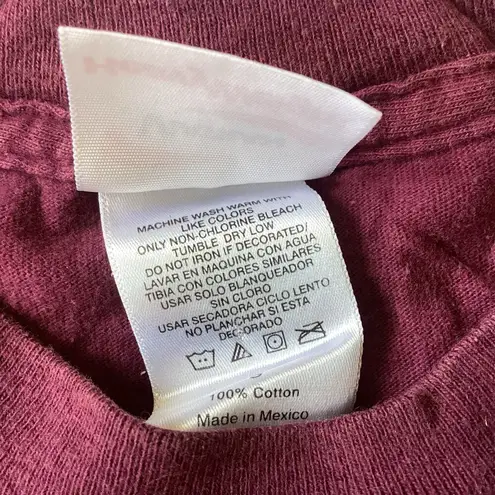 MACHINE WASH WARM WITH
LIKE COLORS
ONLY NON-CHLORINE BLEACH
TUMBLE DRY LOW
DO NOT IRON IF DECORATED/
LAVAR EN MAQUINA CON AGUA
TIBIA CON COLORES SIMILARES
USAR SOLO BLANQUEADOR
SIN CLORO
USAR SECADORA CICLO LENTO
NO PLANCHAR SI ESTA
DECORADO
100% Cotton
Made in Mexico